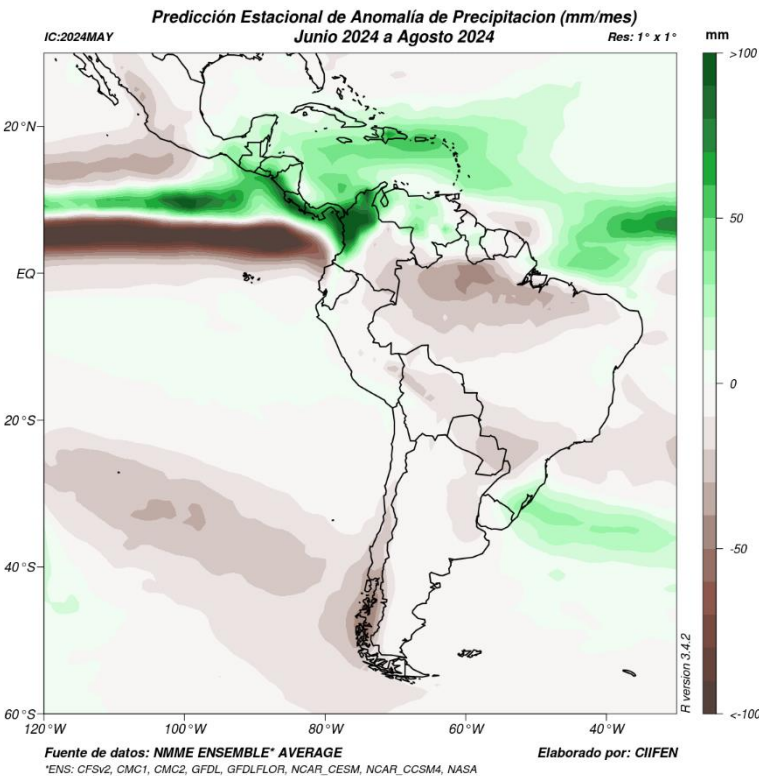 Predicción Estacional de Anomalía de Precipitacion (mm/mes)
IC:2024MAY
Junio 2024 a Agosto 2024
Res: 1° x 1°
mm
>100
50
0
-50
<-100
20°N
EQ
20°S
40°S
60°S
120°W
100°W
80°W
60°W
40°W
R version 3.4.2
Fuente de datos: NMME ENSEMBLE* AVERAGE
Elaborado por: CIIFEN
*ENS: CFSv2, CMC1, CMC2, GFDL, GFDLFLOR, NCAR_CESM, NCAR_CCSM4, NASA